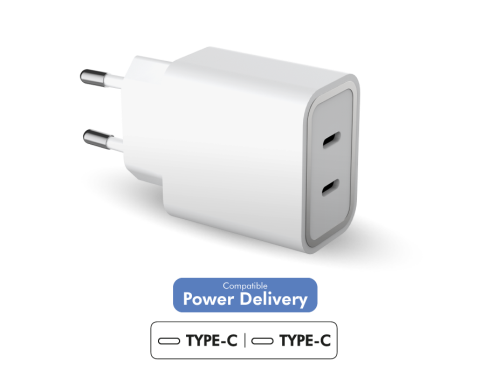 Compatible
Power Delivery
TYPE-C | TYPE-C